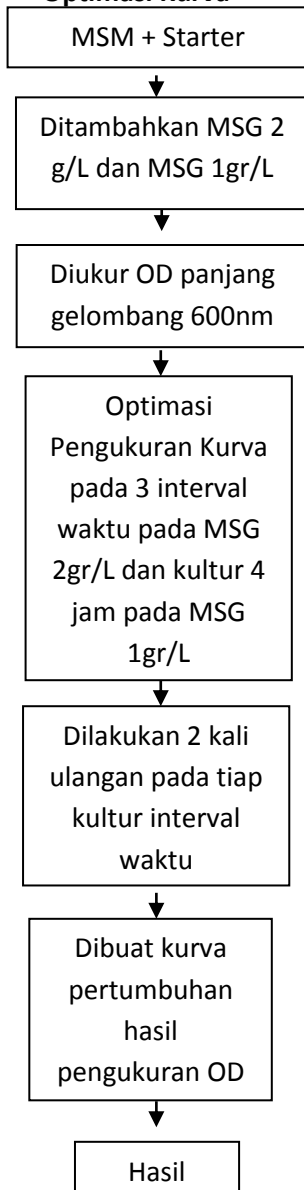 Optimasi Kurva
MSM + Starter
Ditambahkan MSG 2
g/L dan MSG 1gr/L
Diukur OD panjang
gelombang 600nm
Optimasi
Pengukuran Kurva
pada 3 interval
waktu pada MSG
2gr/L dan kultur 4
jam pada MSG
1gr/L
Dilakukan 2 kali
ulangan pada tiap
kultur interval
waktu
Dibuat kurva
pertumbuhan
hasil
pengukuran OD
Hasil